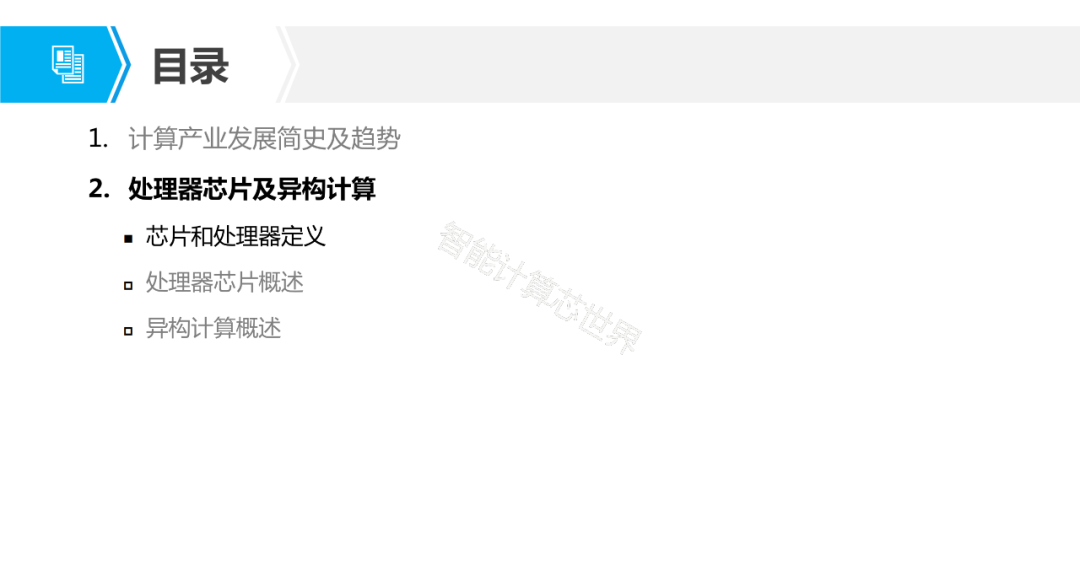 目录
1. 计算产业发展简史及趋势
2. 处理器芯片及异构计算
▪ 芯片和处理器定义
▫ 处理器芯片概述
▫ 异构计算概述
智能计算芯世界